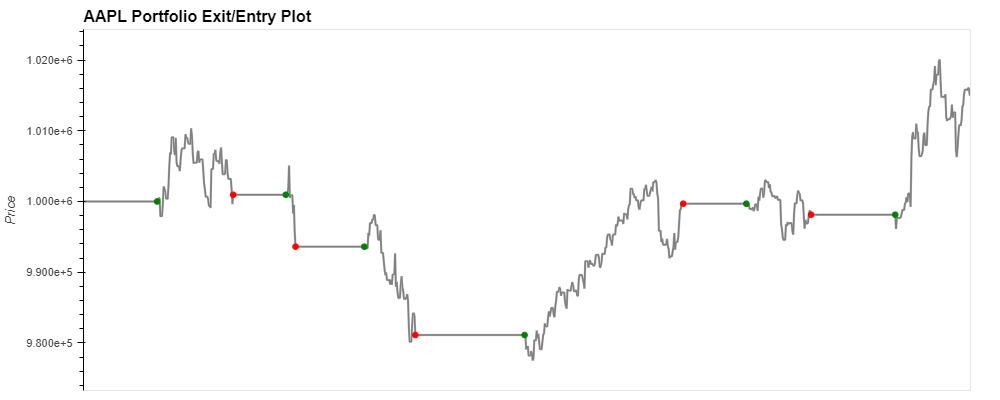 AAPL Portfolio Exit/Entry Plot
1.020e+6
1.010e+6
1.000e+6
9.900e+5
9.800e+5
Price